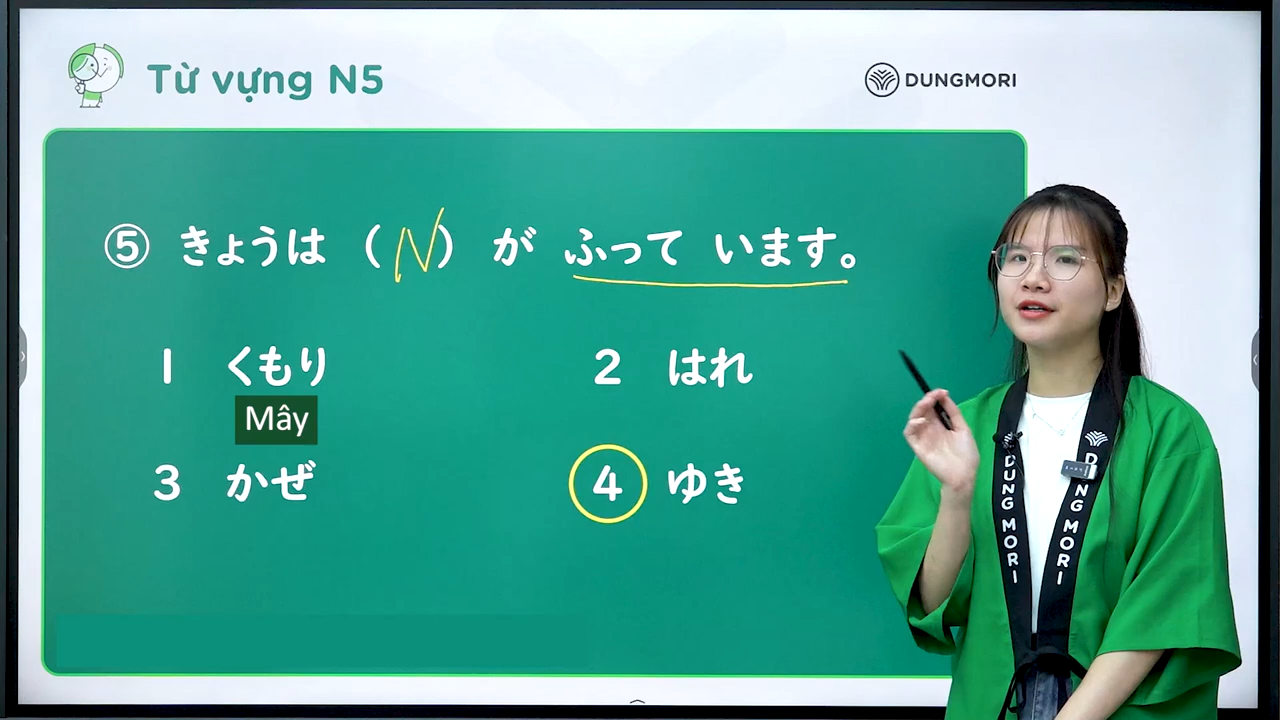 Từ vựng N5
DUNGMORI
⑤ きょうは ( N ) が ふって います。
1 くもり
2 はれ
Mây
3 かぜ
4 ゆき
DUNG MORI
DUNG MORI